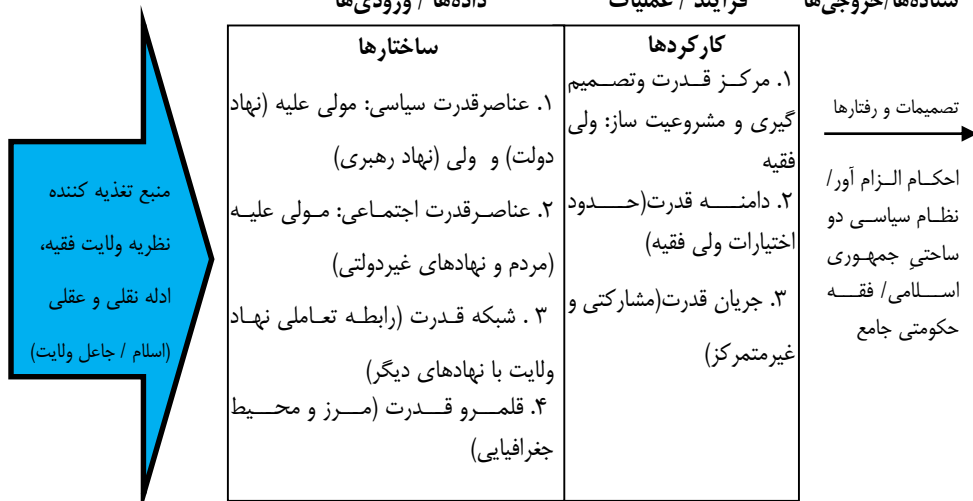 داده‌ها / ورودی‌ها
فرآیند / عملیات
ستاده‌ها/خروجی‌ها
منبع تغذیه کننده
نظریه ولایت فقیه،
ادله نقلی و عقلی
(اسلام / جاعل ولایت)
ساختارها
۱. عناصرقدرت سیاسی: مولی علیه (نهاد
دولت) و ولی (نهاد رهبری)
۲. عناصرقدرت اجتماعی: مولی علیه
(مردم و نهادهای غیردولتی)
۳ . شبکه قدرت (رابطه تعاملی نهاد
ولایت با نهادهای دیگر)
۴. قلمرو قدرت (مرز و محیط
جغرافیایی)
کارکردها
۱. مرکز قدرت وتصمیم
گیری و مشروعیت ساز: ولی
فقیه
۲. دامنه قدرت(حدود
اختیارات ولی فقیه)
۳. جریان قدرت(مشارکتی و
غیرمتمرکز)
تصمیمات و رفتارها
احکام الزام آور/
نظام سیاسی دو
ساحتیِ جمهوری
اسلامی/ فقه
حکومتی جامع